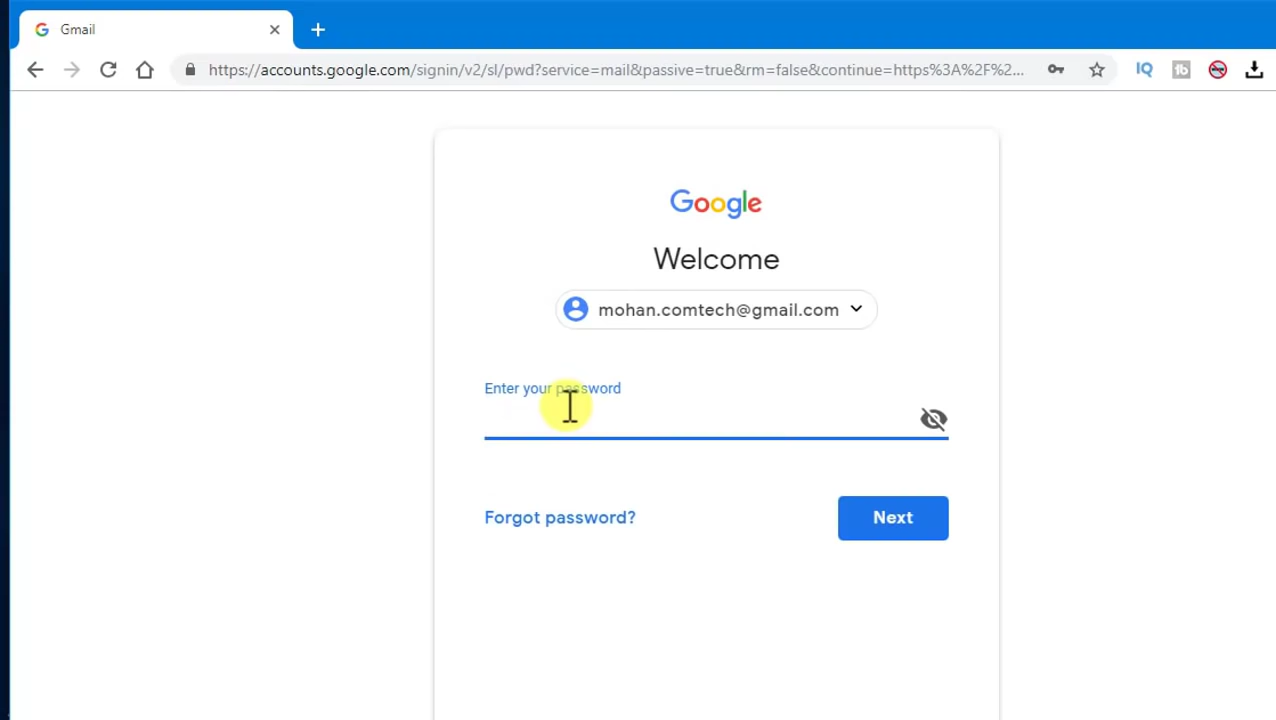 Gmail
https://accounts.google.com/signin/v2/sl/pwd?service=mail&passive=true&rm=false&continue=https%3A%2F%2...
IQ
tb
Google
Welcome
mohan.comtech@gmail.com
Enter your password
Forgot password?
Next